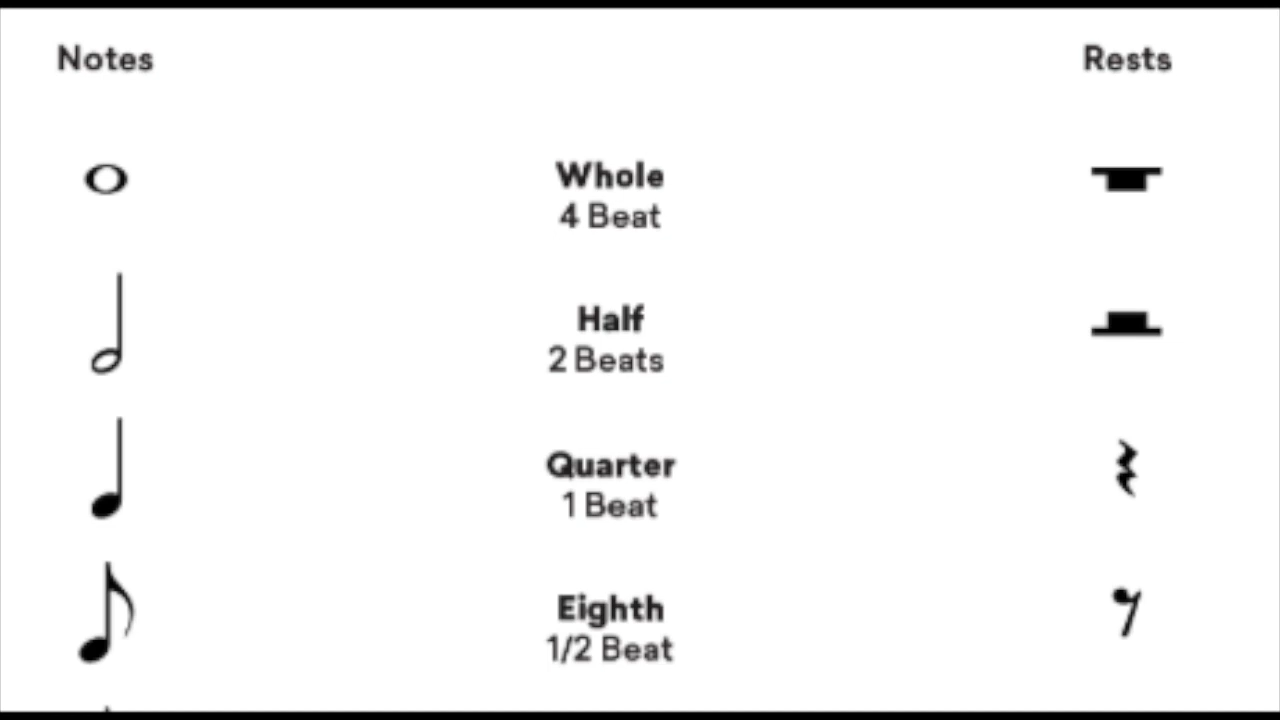 Notes
Rests
Whole
4 Beat
Half
2 Beats
Quarter
1 Beat
Eighth
1/2 Beat